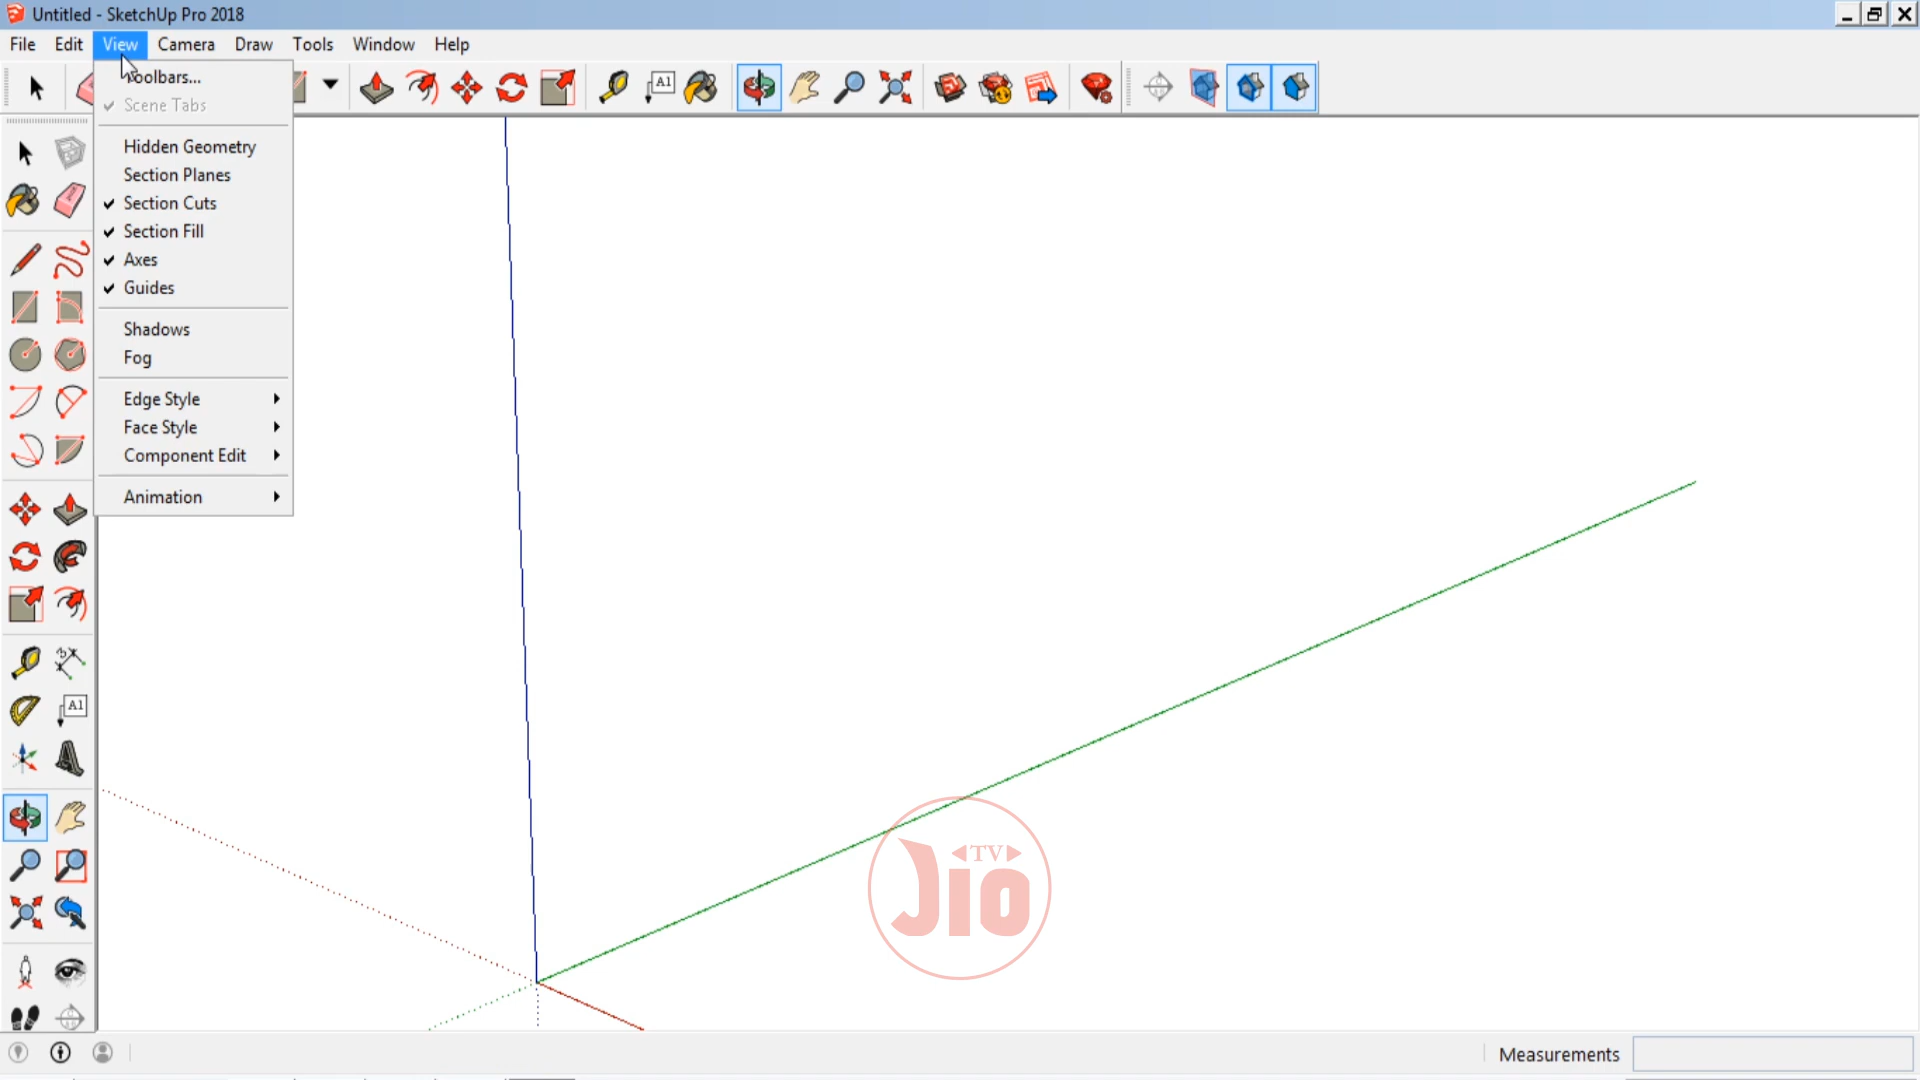 Untitled - SketchUp Pro 2018
File Edit View Camera Draw Tools Window Help
Toolbars...
Scene Tabs
Hidden Geometry
Section Planes
Section Cuts
Section Fill
Axes
Guides
Shadows
Fog
Edge Style
Face Style
Component Edit
Animation
A1
A1
TV
JIO
Measurements